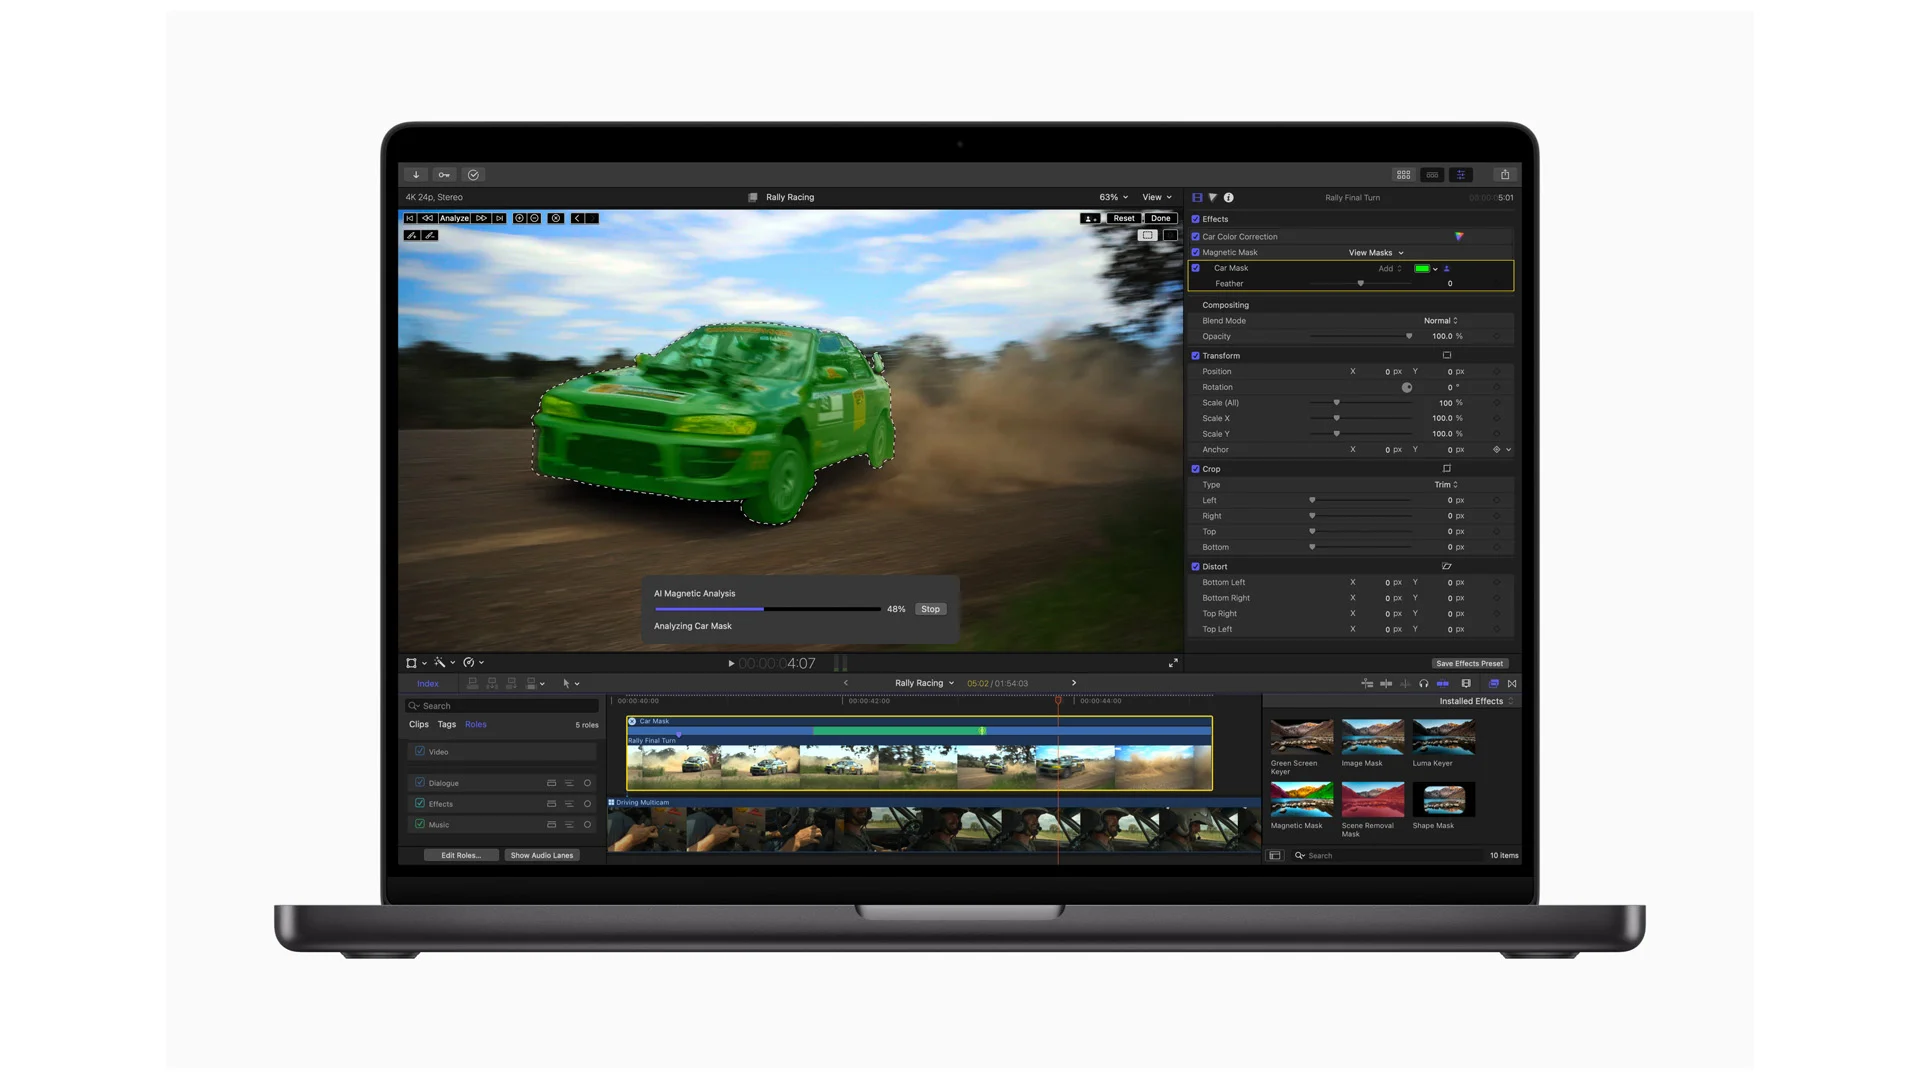 4K 24p, Stereo
Rally Racing
63%
View
Rally Final Turn
5:01
Analyze
Reset
Done
Effects
Car Color Correction
Magnetic Mask
View Masks
Car Mask
Add
Feather
0
Compositing
Blend Mode
Normal
Opacity
100.0 %
Transform
Position
X 0 px Y 0 px
Rotation
0 °
Scale (All)
100 %
Scale X
100.0 %
Scale Y
100.0 %
Anchor
X 0 px Y 0 px
Crop
Type
Trim
Left
0 px
Right
0 px
Top
0 px
Bottom
0 px
Distort
Bottom Left
X 0 px Y 0 px
Bottom Right
X 0 px Y 0 px
Top Right
X 0 px Y 0 px
Top Left
X 0 px Y 0 px
Save Effects Preset
AI Magnetic Analysis
48%
Stop
Analyzing Car Mask
00:00:04:07
Index
Rally Racing
05:02 / 01:54:03
Search
Clips Tags Roles
5 roles
Video
Dialogue
Effects
Music
Edit Roles...
Show Audio Lanes
00:00:40:00
00:00:42:00
00:00:44:00
Car Mask
Rally Final Turn
Driving Multicam
Installed Effects
Green Screen
Keyer
Image Mask
Luma Keyer
Magnetic Mask
Scene Removal
Mask
Shape Mask
Search
10 items